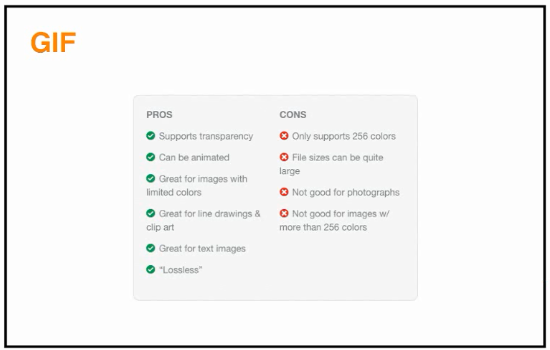 GIF
PROS
Supports transparency
Can be animated
Great for images with
limited colors
Great for line drawings &
clip art
Great for text images
“Lossless”
CONS
Only supports 256 colors
File sizes can be quite
large
Not good for photographs
Not good for images w/
more than 256 colors